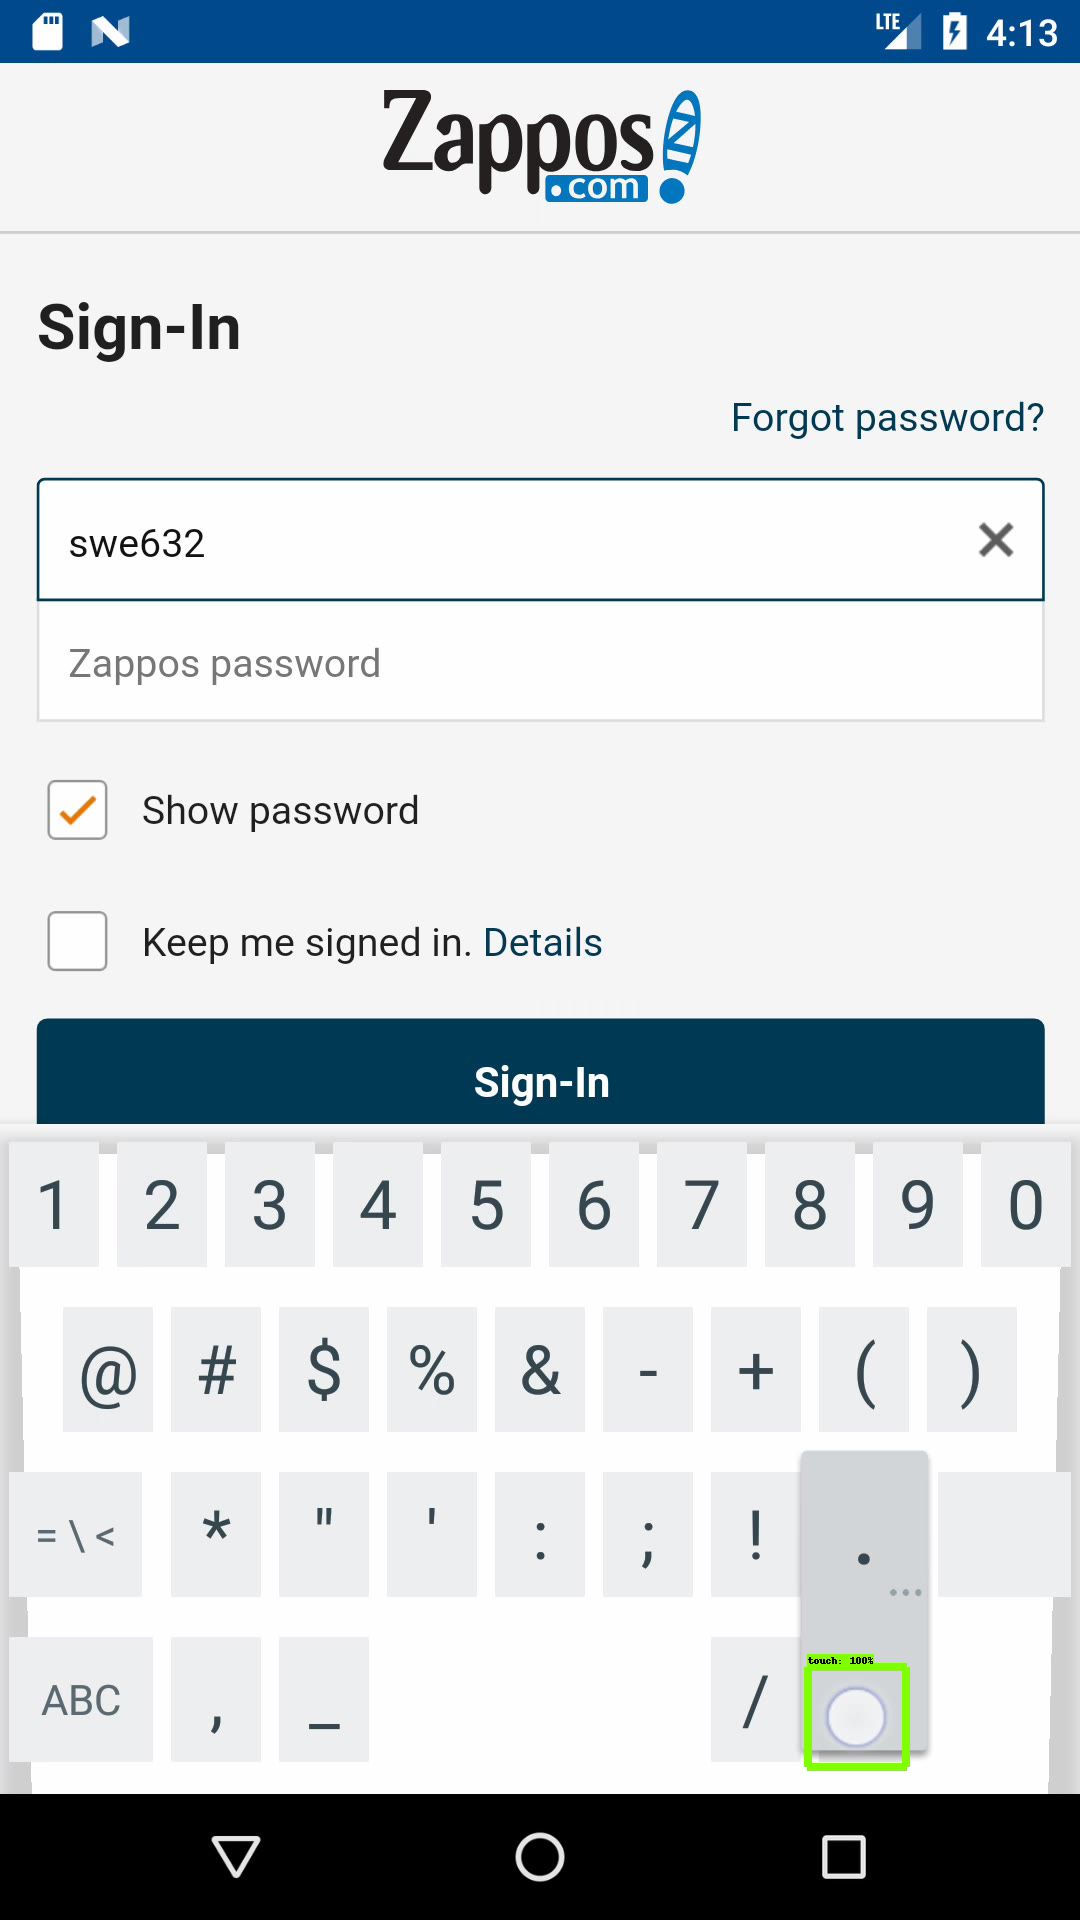 LTE 4:13
Zappos
.com
Sign-In
Forgot password?
swe632
Zappos password
Show password
Keep me signed in. Details
Sign-In
1 2 3 4 5 6 7 8 9 0
@ # $ % & - + ( )
= \ < * " ' : ; ! .
touch: 100%
ABC , _ /